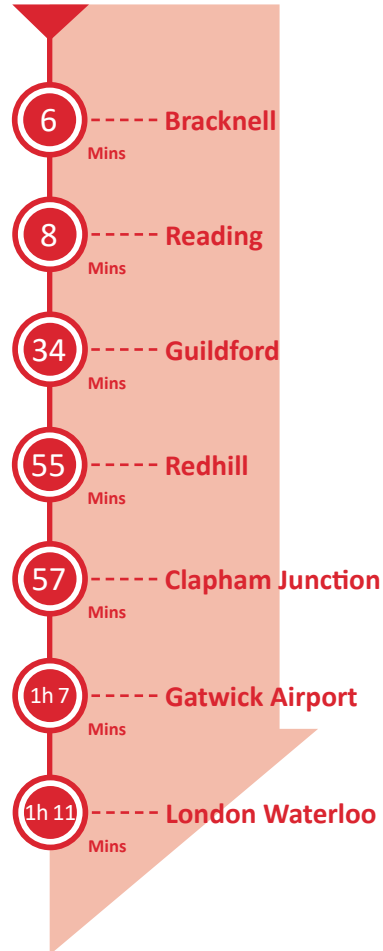 6 Bracknell
Mins
8 Reading
Mins
34 Guildford
Mins
55 Redhill
Mins
57 Clapham Junction
Mins
1h 7 Gatwick Airport
Mins
1h 11 London Waterloo
Mins